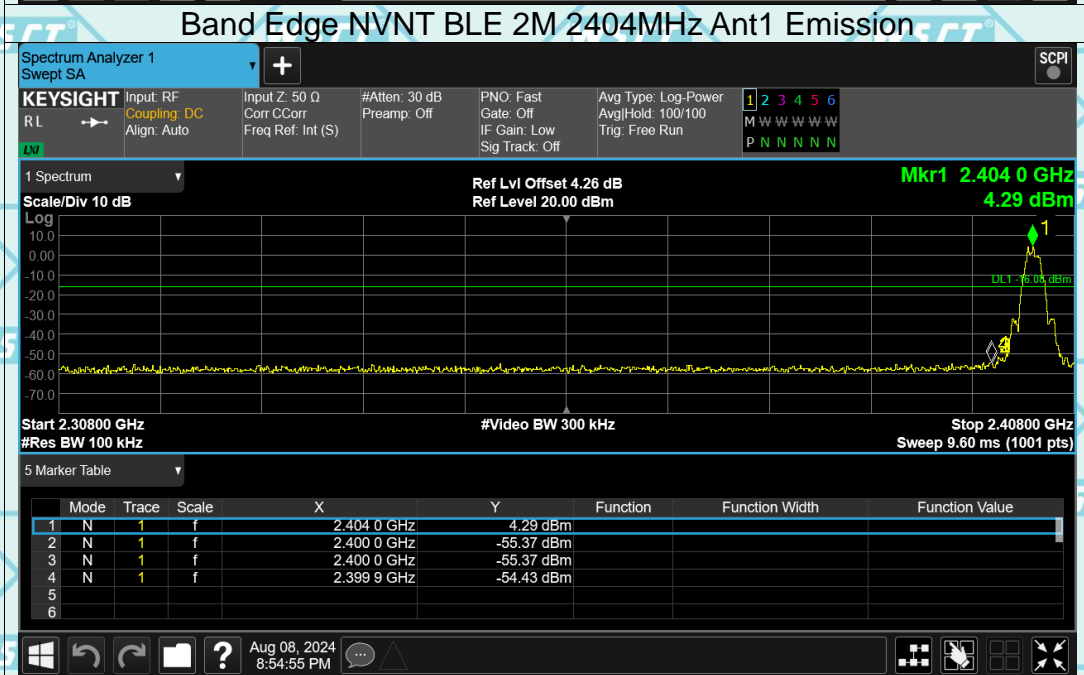 Band Edge NVNT BLE 2M 2404MHz Ant1 Emission
Spectrum Analyzer 1
Swept SA
SCPI
KEYSIGHT
R L
LXI
Input: RF
Coupling: DC
Align: Auto
Input Z: 50 Ω
Corr CCorr
Freq Ref: Int (S)
#Atten: 30 dB
Preamp: Off
PNO: Fast
Gate: Off
IF Gain: Low
Sig Track: Off
Avg Type: Log-Power
Avg|Hold: 100/100
Trig: Free Run
1 2 3 4 5 6
M W W W W W
P N N N N N
1 Spectrum
Scale/Div 10 dB
Ref Lvl Offset 4.26 dB
Ref Level 20.00 dBm
Mkr1 2.404 0 GHz
4.29 dBm
Log
10.0
0.00
-10.0
-20.0
-30.0
-40.0
-50.0
-60.0
-70.0
1
DL1 -16.08 dBm
Start 2.30800 GHz
#Res BW 100 kHz
#Video BW 300 kHz
Stop 2.40800 GHz
Sweep 9.60 ms (1001 pts)
5 Marker Table
Mode Trace Scale X Y Function Function Width Function Value
1 N 1 f 2.404 0 GHz 4.29 dBm
2 N 1 f 2.400 0 GHz -55.37 dBm
3 N 1 f 2.400 0 GHz -55.37 dBm
4 N 1 f 2.399 9 GHz -54.43 dBm
5
6
?
Aug 08, 2024
8:54:55 PM